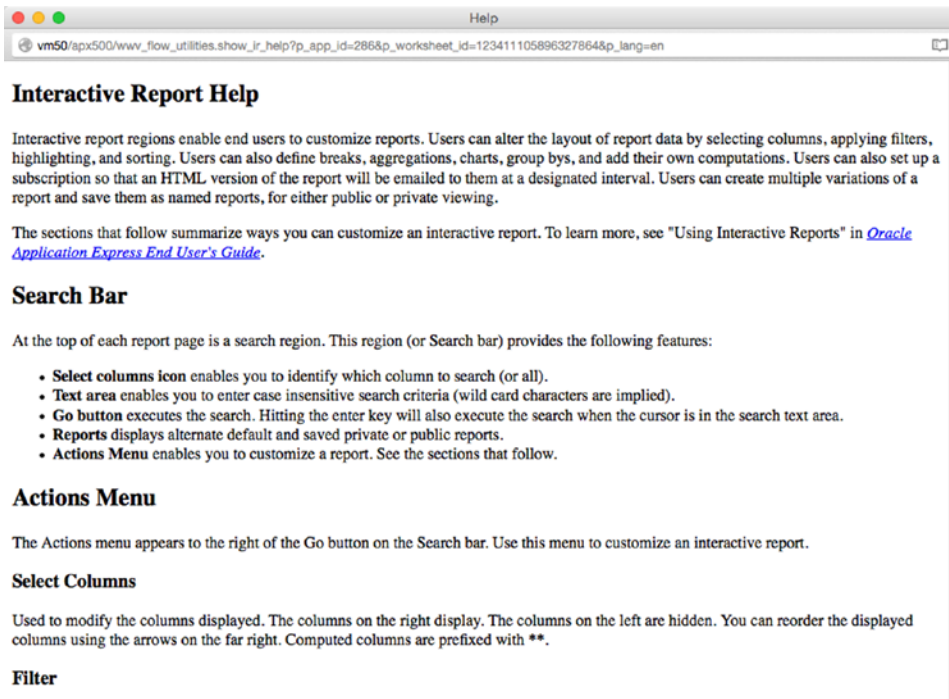 Help
vm50/apx500/wwv_flow_utilities.show_ir_help?p_app_id=286&p_worksheet_id=123411105896327864&p_lang=en
Interactive Report Help
Interactive report regions enable end users to customize reports. Users can alter the layout of report data by selecting columns, applying filters,
highlighting, and sorting. Users can also define breaks, aggregations, charts, group bys, and add their own computations. Users can also set up a
subscription so that an HTML version of the report will be emailed to them at a designated interval. Users can create multiple variations of a
report and save them as named reports, for either public or private viewing.
The sections that follow summarize ways you can customize an interactive report. To learn more, see "Using Interactive Reports" in Oracle
Application Express End User's Guide.
Search Bar
At the top of each report page is a search region. This region (or Search bar) provides the following features:
• Select columns icon enables you to identify which column to search (or all).
• Text area enables you to enter case insensitive search criteria (wild card characters are implied).
• Go button executes the search. Hitting the enter key will also execute the search when the cursor is in the search text area.
• Reports displays alternate default and saved private or public reports.
• Actions Menu enables you to customize a report. See the sections that follow.
Actions Menu
The Actions menu appears to the right of the Go button on the Search bar. Use this menu to customize an interactive report.
Select Columns
Used to modify the columns displayed. The columns on the right display. The columns on the left are hidden. You can reorder the displayed
columns using the arrows on the far right. Computed columns are prefixed with **.
Filter